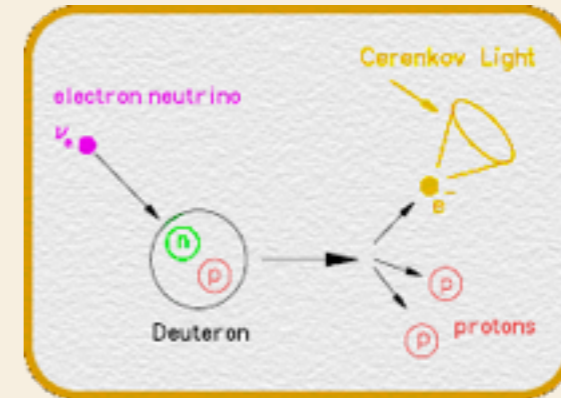 Cerenkov Light
electron neutrino
νe
e-
n
p
p
Deuteron
p protons